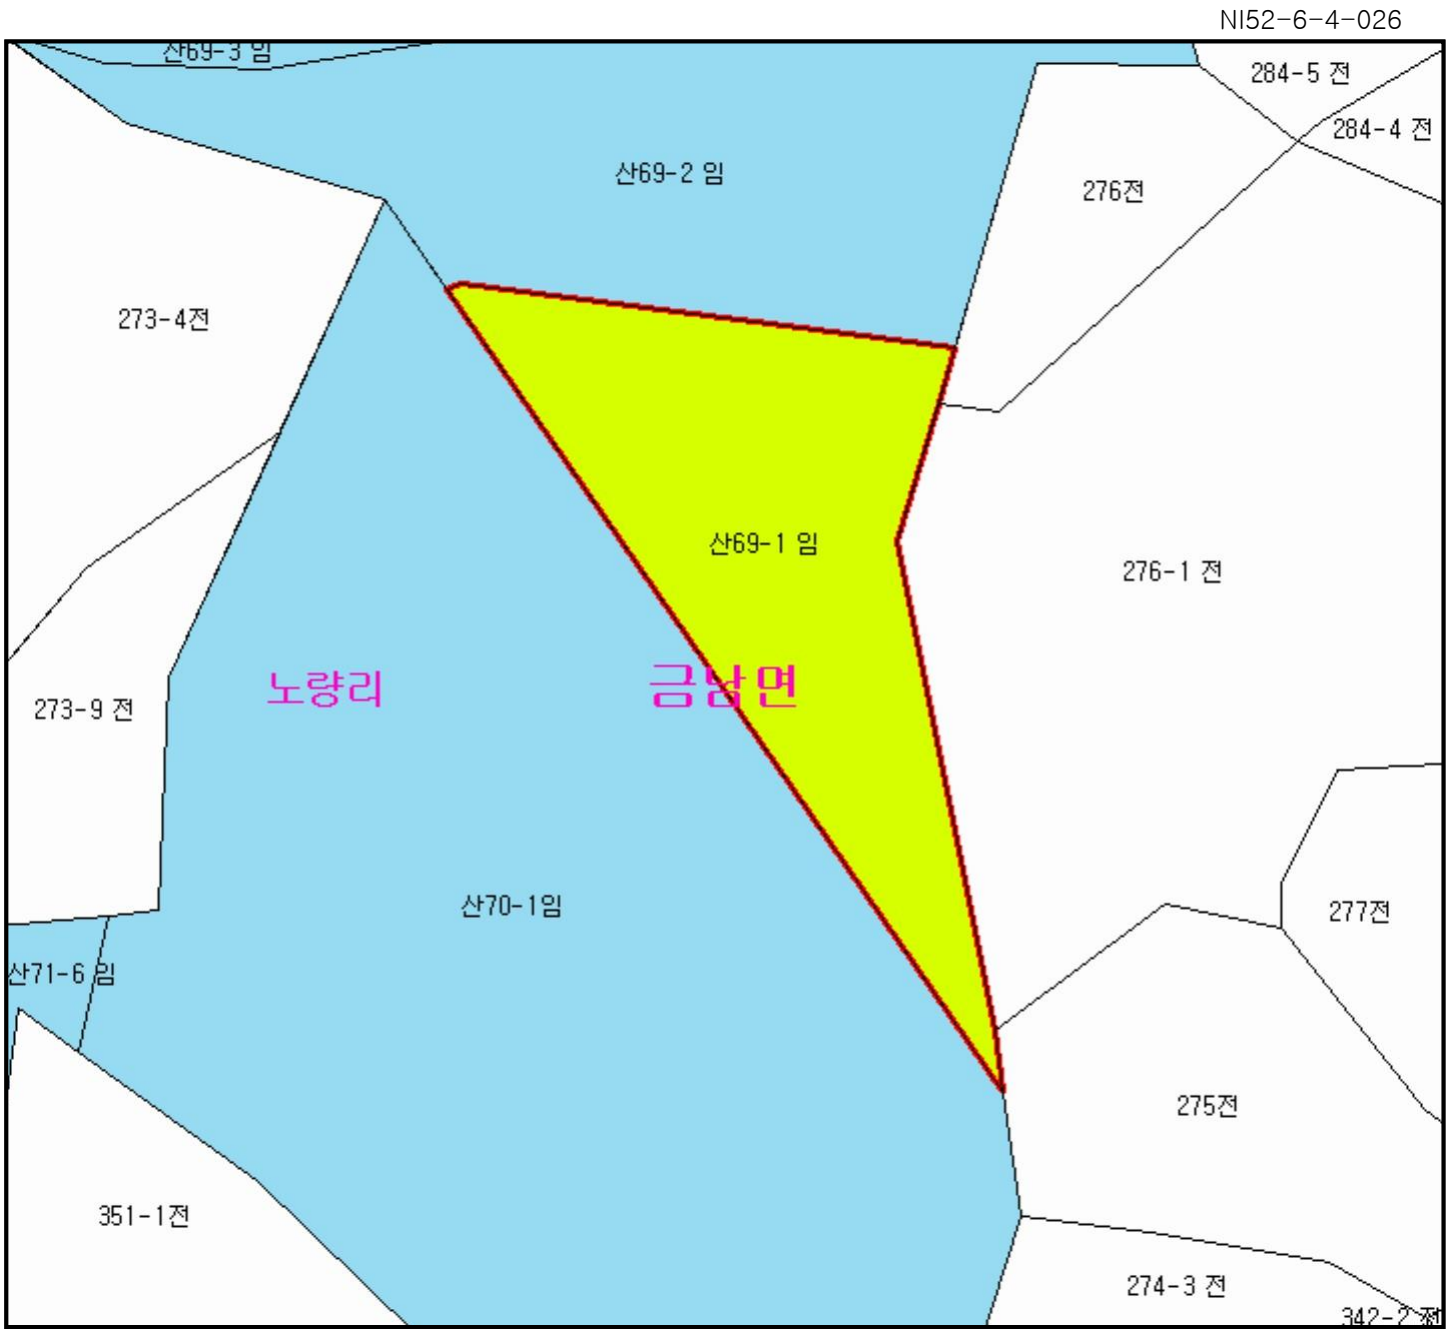 NI52-6-4-026
산69-3 임
284-5 전
284-4 전
산69-2 임
276전
273-4전
산69-1 임
276-1 전
노량리
금남면
273-9 전
산70-1임
277전
산71-6 임
275전
351-1전
274-3 전
342-2 전